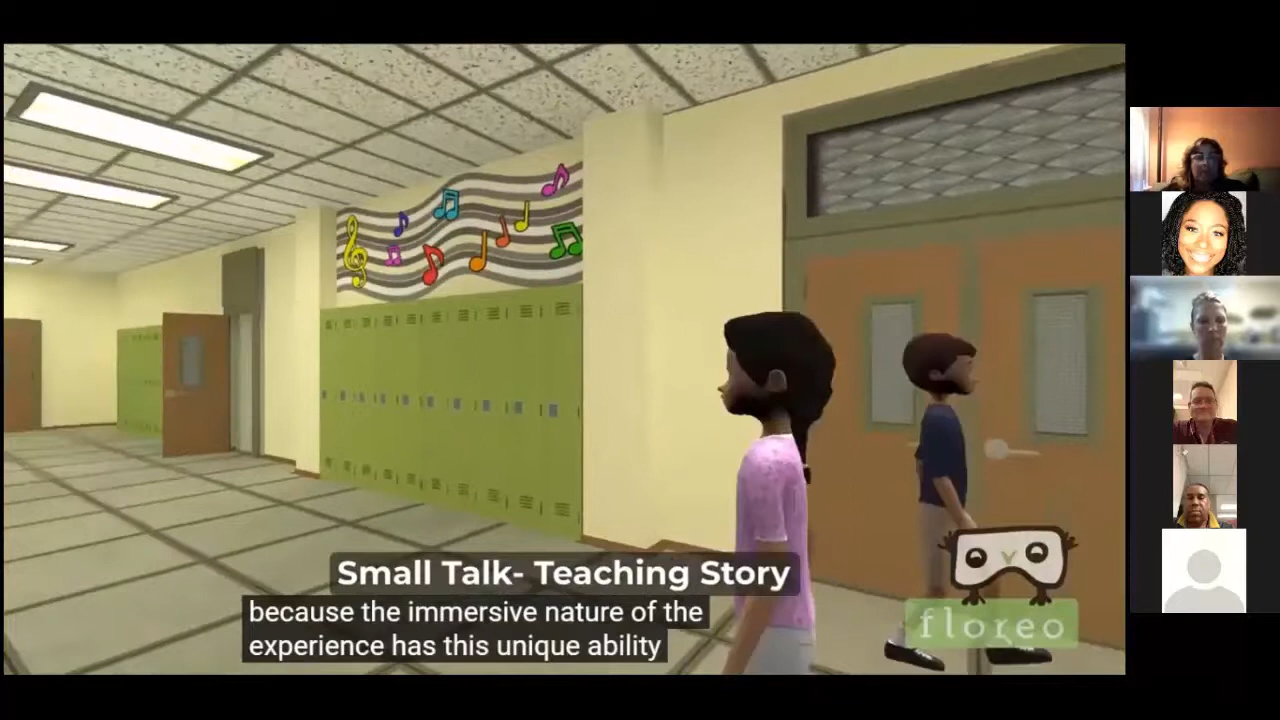 Small Talk- Teaching Story
because the immersive nature of the
experience has this unique ability
floreo